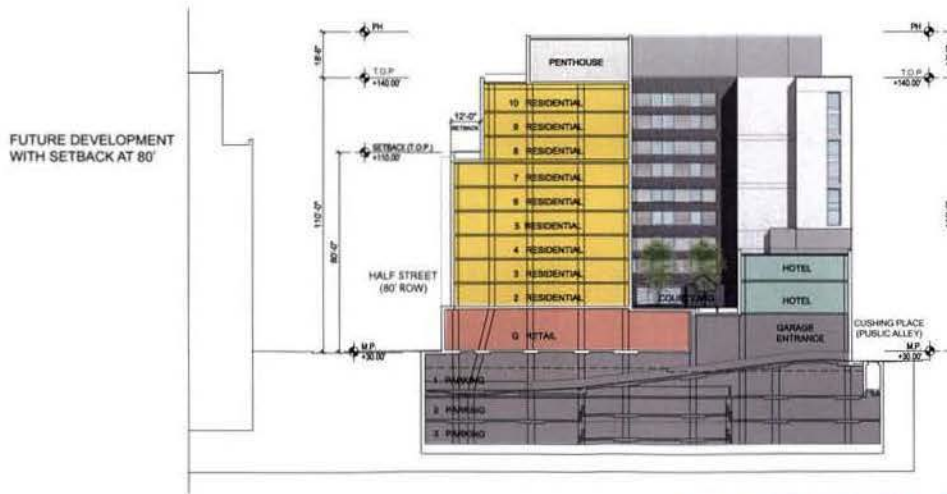 PH
PH
18'-6"
PENTHOUSE
T.O.P
+140.00'
T.O.P
+140.00'
10 RESIDENTIAL
12'-0"
SETBACK
9 RESIDENTIAL
FUTURE DEVELOPMENT
WITH SETBACK AT 80'
SETBACK (T.O.P.)
+110.00'
8 RESIDENTIAL
7 RESIDENTIAL
6 RESIDENTIAL
110'-0"
5 RESIDENTIAL
80'-0"
4 RESIDENTIAL
HALF STREET
(80' ROW)
3 RESIDENTIAL
HOTEL
2 RESIDENTIAL
COURTYARD
HOTEL
G RETAIL
GARAGE
ENTRANCE
CUSHING PLACE
(PUBLIC ALLEY)
M.P.
+30.00'
M.P.
+30.00'
1 PARKING
2 PARKING
3 PARKING